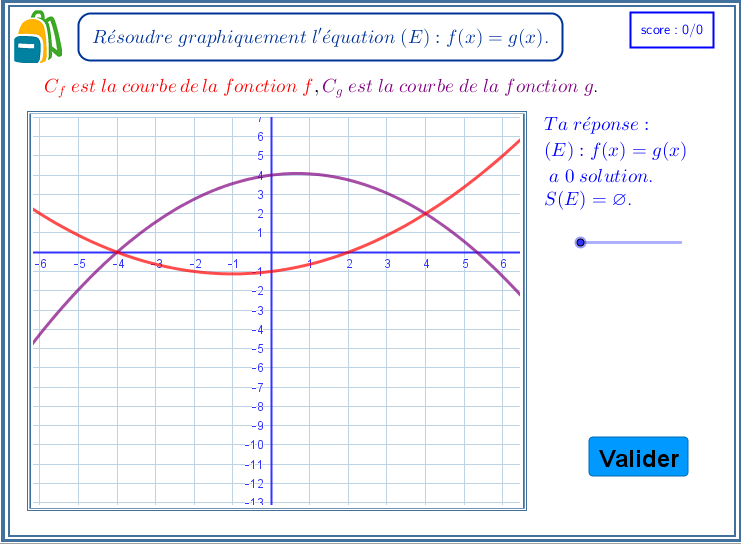 Résoudre graphiquement l'équation (E) : f(x) = g(x).
score : 0/0
C_f est la courbe de la fonction f, C_g est la courbe de la fonction g.
Ta réponse :
(E) : f(x) = g(x)
a 0 solution.
S(E) = ∅.
7
6
5
4
3
2
1
-6 -5 -4 -3 -2 -1 1 2 3 4 5 6
-1
-2
-3
-4
-5
-6
-7
-8
-9
-10
-11
-12
-13
Valider